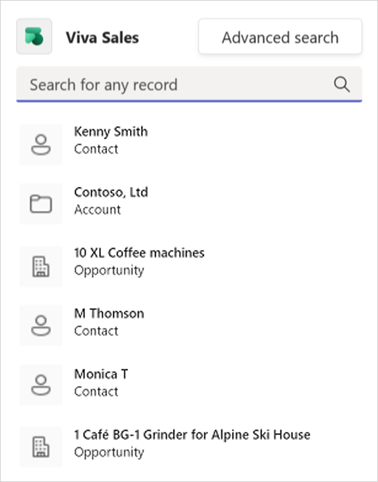 Viva Sales
Advanced search
Search for any record
Kenny Smith
Contact
Contoso, Ltd
Account
10 XL Coffee machines
Opportunity
M Thomson
Contact
Monica T
Contact
1 Café BG-1 Grinder for Alpine Ski House
Opportunity